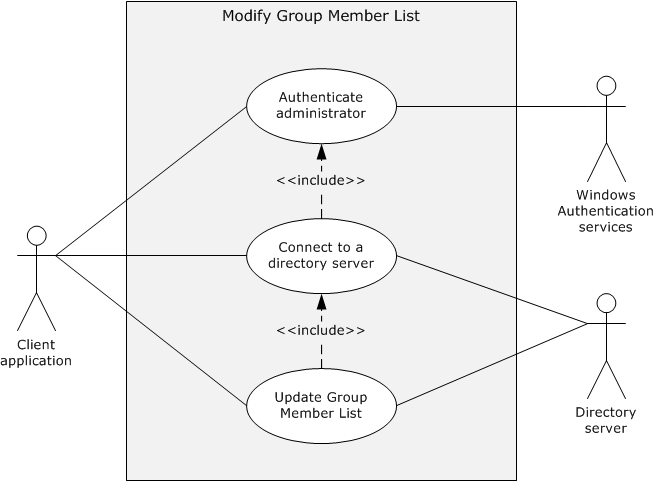 Modify Group Member List
Authenticate
administrator
<<include>>
Windows
Authentication
services
Connect to a
directory server
<<include>>
Client
application
Update Group
Member List
Directory
server